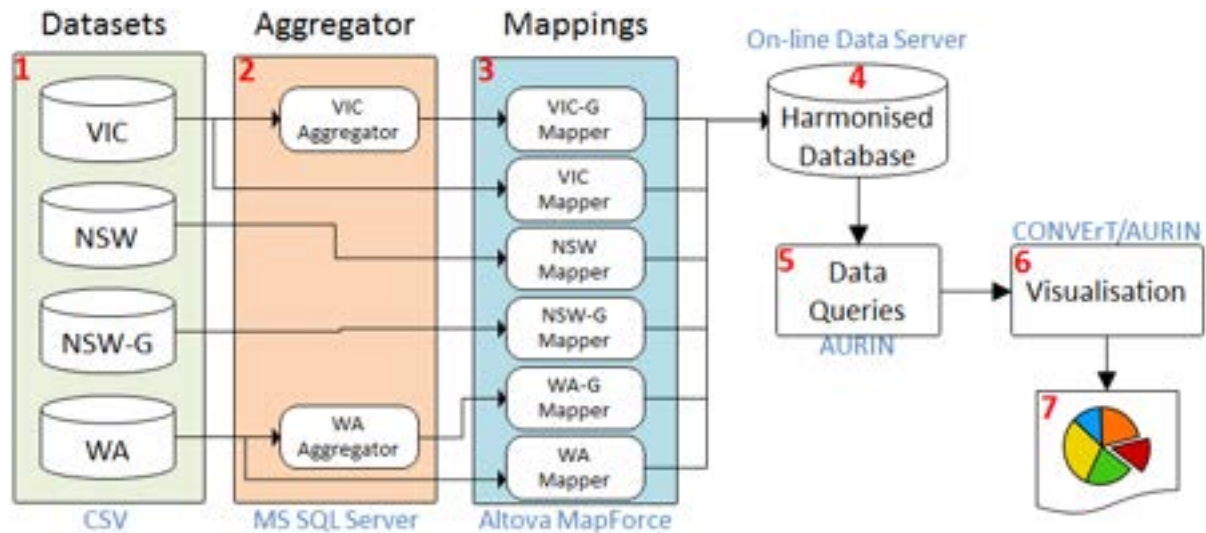 Datasets
Aggregator
Mappings
1
VIC
NSW
NSW-G
WA
CSV
2
VIC
Aggregator
WA
Aggregator
MS SQL Server
3
VIC-G
Mapper
VIC
Mapper
NSW
Mapper
NSW-G
Mapper
WA-G
Mapper
WA
Mapper
Altova MapForce
On-line Data Server
4
Harmonised
Database
5
Data
Queries
AURIN
CONVErT/AURIN
6
Visualisation
7